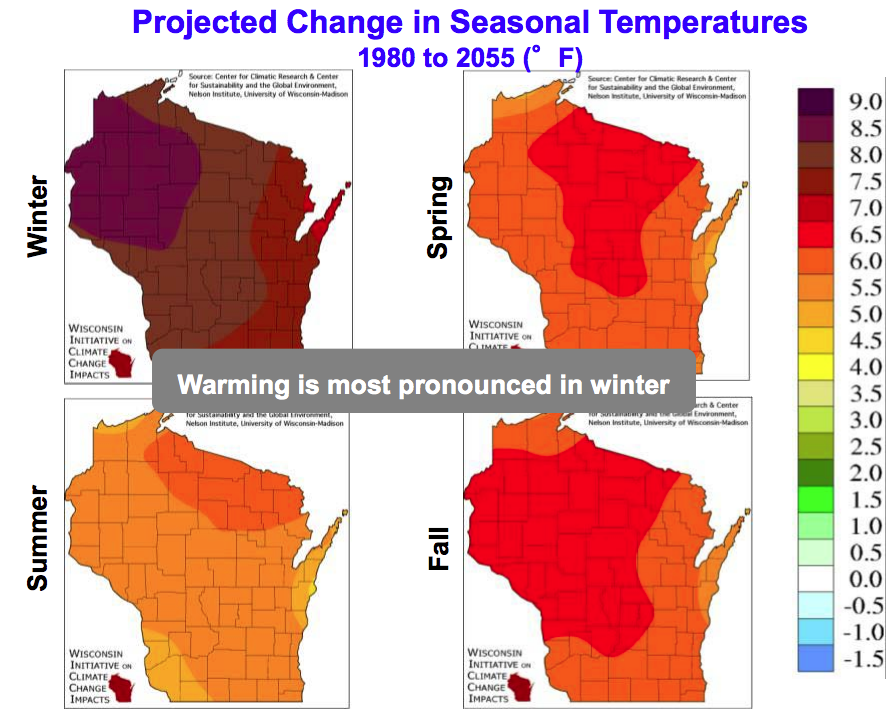 Projected Change in Seasonal Temperatures
1980 to 2055 (° F)
Winter
Source: Center for Climatic Research & Center
for Sustainability and the Global Environment,
Nelson Institute, University of Wisconsin-Madison
WISCONSIN
INITIATIVE ON
CLIMATE
CHANGE
IMPACTS
Spring
Source: Center for Climatic Research & Center
for Sustainability and the Global Environment,
Nelson Institute, University of Wisconsin-Madison
WISCONSIN
INITIATIVE ON
CLIMATE
Warming is most pronounced in winter
Summer
for Sustainability and the Global Environment,
Nelson Institute, University of Wisconsin-Madison
WISCONSIN
INITIATIVE ON
CLIMATE
CHANGE
IMPACTS
Fall
& Center
for Sustainability and the Global Environment,
Nelson Institute, University of Wisconsin-Madison
WISCONSIN
INITIATIVE ON
CLIMATE
CHANGE
IMPACTS
9.0
8.5
8.0
7.5
7.0
6.5
6.0
5.5
5.0
4.5
4.0
3.5
3.0
2.5
2.0
1.5
1.0
0.5
0.0
-0.5
-1.0
-1.5